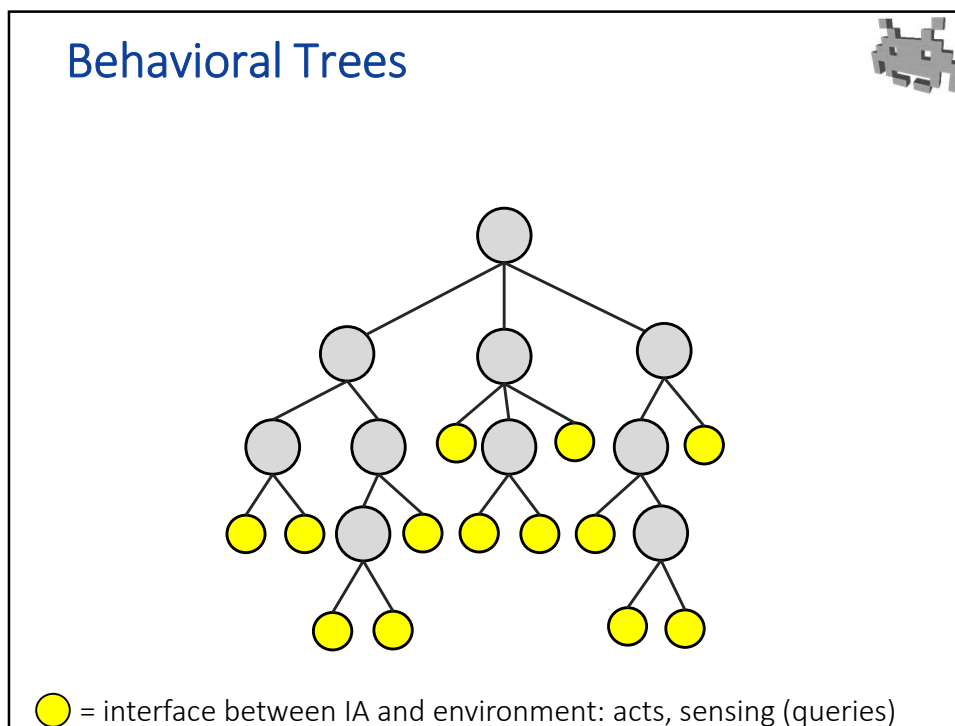 Behavioral Trees
= interface between IA and environment: acts, sensing (queries)